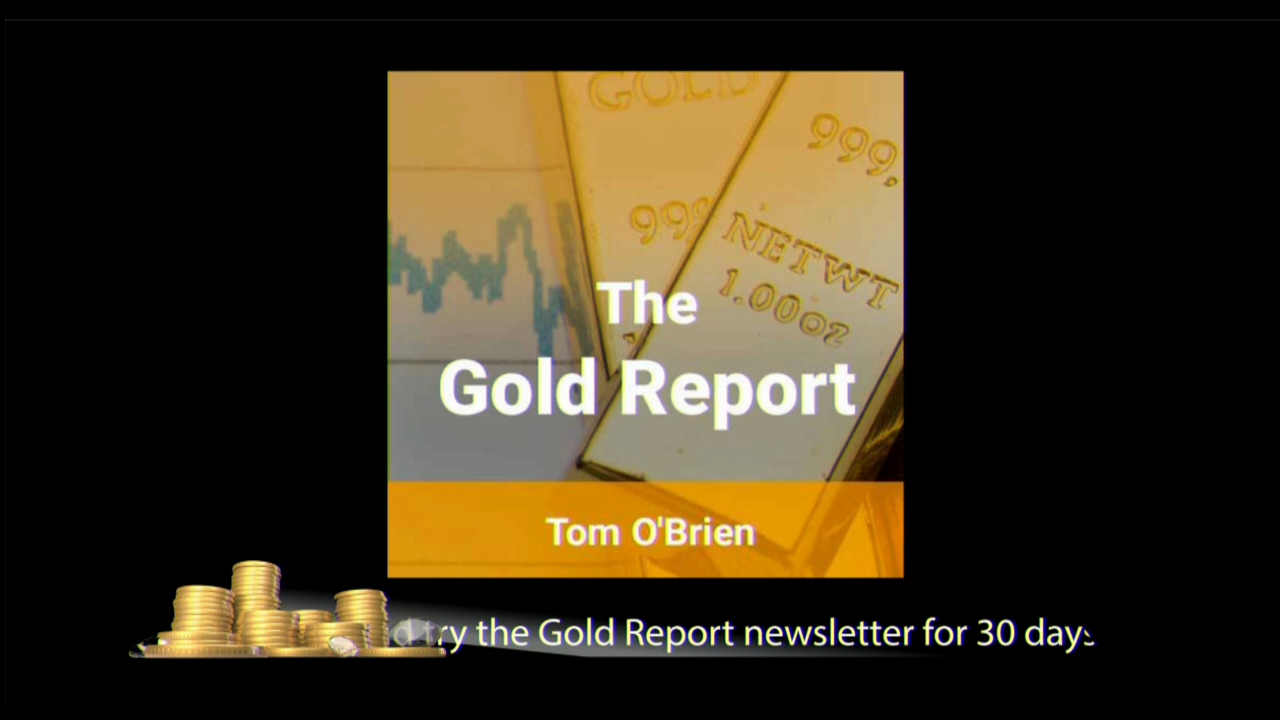 GOLD
999,
999
NETWT
1.00oz
The
Gold Report
Tom O'Brien
try the Gold Report newsletter for 30 days